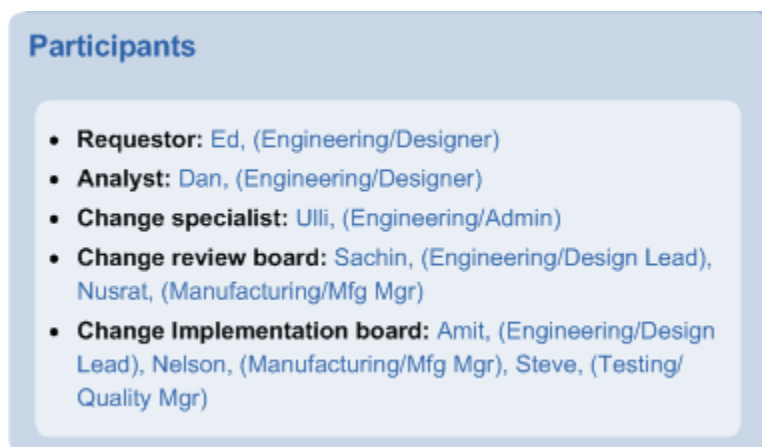 Participants
• Requestor: Ed, (Engineering/Designer)
• Analyst: Dan, (Engineering/Designer)
• Change specialist: Ulli, (Engineering/Admin)
• Change review board: Sachin, (Engineering/Design Lead),
Nusrat, (Manufacturing/Mfg Mgr)
• Change Implementation board: Amit, (Engineering/Design
Lead), Nelson, (Manufacturing/Mfg Mgr), Steve, (Testing/
Quality Mgr)